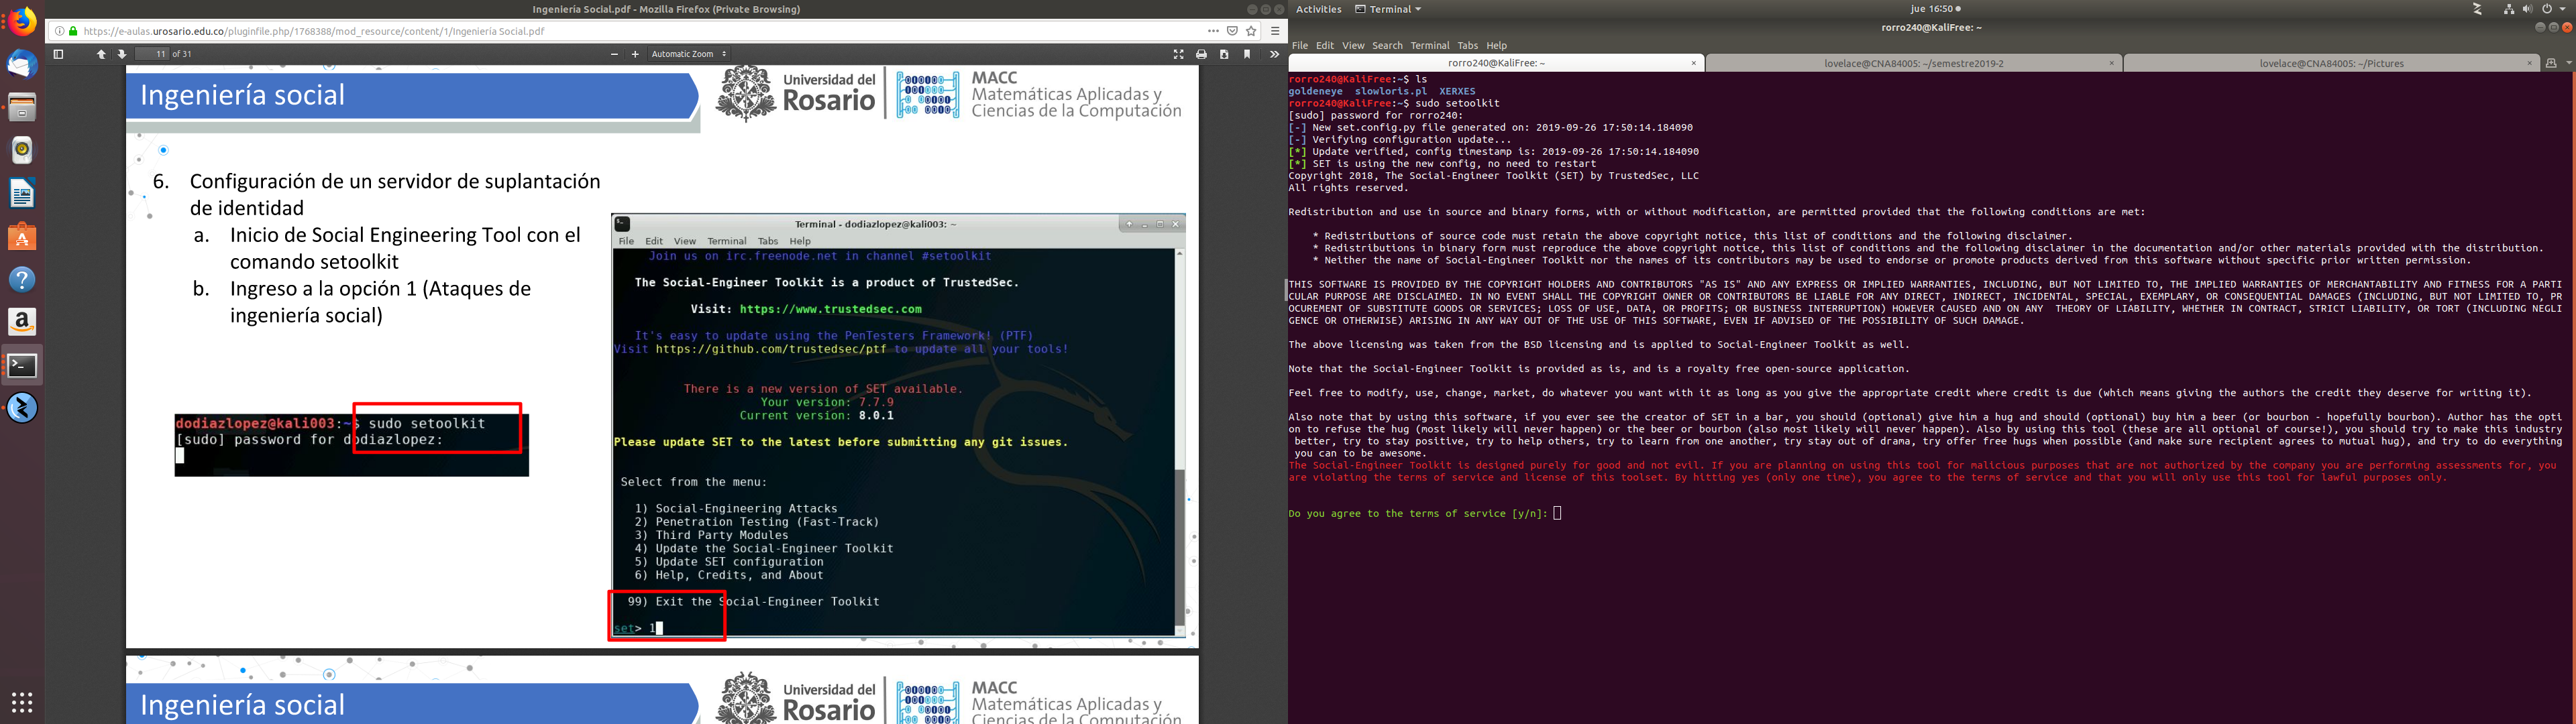 Ingeniería Social.pdf - Mozilla Firefox (Private Browsing)
https://e-aulas.urosario.edu.co/pluginfile.php/1768388/mod_resource/content/1/Ingeniería Social.pdf
11 of 31
Automatic Zoom
Ingeniería social
Universidad del
Rosario
MACC
Matemáticas Aplicadas y
Ciencias de la Computación
6. Configuración de un servidor de suplantación
de identidad
a. Inicio de Social Engineering Tool con el
comando setoolkit
b. Ingreso a la opción 1 (Ataques de
ingeniería social)
dodiazlopez@kali003:~$ sudo setoolkit
[sudo] password for dodiazlopez:
Terminal - dodiazlopez@kali003: ~
File Edit View Terminal Tabs Help
Join us on irc.freenode.net in channel #setoolkit
The Social-Engineer Toolkit is a product of TrustedSec.
Visit: https://www.trustedsec.com
It's easy to update using the PenTesters Framework! (PTF)
Visit https://github.com/trustedsec/ptf to update all your tools!
There is a new version of SET available.
Your version: 7.7.9
Current version: 8.0.1
Please update SET to the latest before submitting any git issues.
Select from the menu:
1) Social-Engineering Attacks
2) Penetration Testing (Fast-Track)
3) Third Party Modules
4) Update the Social-Engineer Toolkit
5) Update SET configuration
6) Help, Credits, and About
99) Exit the Social-Engineer Toolkit
set> 1
Ingeniería social
Universidad del
Rosario
MACC
Matemáticas Aplicadas y
Ciencias de la Computación
Activities Terminal
jue 16:50
rorro240@KaliFree: ~
File Edit View Search Terminal Tabs Help
rorro240@KaliFree: ~ × lovelace@CNA84005: ~/semestre2019-2 × lovelace@CNA84005: ~/Pictures ×
rorro240@KaliFree:~$ ls
goldeneye slowloris.pl XERXES
rorro240@KaliFree:~$ sudo setoolkit
[sudo] password for rorro240:
[-] New set.config.py file generated on: 2019-09-26 17:50:14.184090
[-] Verifying configuration update...
[*] Update verified, config timestamp is: 2019-09-26 17:50:14.184090
[*] SET is using the new config, no need to restart
Copyright 2018, The Social-Engineer Toolkit (SET) by TrustedSec, LLC
All rights reserved.
Redistribution and use in source and binary forms, with or without modification, are permitted provided that the following conditions are met:
* Redistributions of source code must retain the above copyright notice, this list of conditions and the following disclaimer.
* Redistributions in binary form must reproduce the above copyright notice, this list of conditions and the following disclaimer in the documentation and/or other materials provided with the distribution.
* Neither the name of Social-Engineer Toolkit nor the names of its contributors may be used to endorse or promote products derived from this software without specific prior written permission.
THIS SOFTWARE IS PROVIDED BY THE COPYRIGHT HOLDERS AND CONTRIBUTORS "AS IS" AND ANY EXPRESS OR IMPLIED WARRANTIES, INCLUDING, BUT NOT LIMITED TO, THE IMPLIED WARRANTIES OF MERCHANTABILITY AND FITNESS FOR A PARTI
CULAR PURPOSE ARE DISCLAIMED. IN NO EVENT SHALL THE COPYRIGHT OWNER OR CONTRIBUTORS BE LIABLE FOR ANY DIRECT, INDIRECT, INCIDENTAL, SPECIAL, EXEMPLARY, OR CONSEQUENTIAL DAMAGES (INCLUDING, BUT NOT LIMITED TO, PR
OCUREMENT OF SUBSTITUTE GOODS OR SERVICES; LOSS OF USE, DATA, OR PROFITS; OR BUSINESS INTERRUPTION) HOWEVER CAUSED AND ON ANY THEORY OF LIABILITY, WHETHER IN CONTRACT, STRICT LIABILITY, OR TORT (INCLUDING NEGLI
GENCE OR OTHERWISE) ARISING IN ANY WAY OUT OF THE USE OF THIS SOFTWARE, EVEN IF ADVISED OF THE POSSIBILITY OF SUCH DAMAGE.
The above licensing was taken from the BSD licensing and is applied to Social-Engineer Toolkit as well.
Note that the Social-Engineer Toolkit is provided as is, and is a royalty free open-source application.
Feel free to modify, use, change, market, do whatever you want with it as long as you give the appropriate credit where credit is due (which means giving the authors the credit they deserve for writing it).
Also note that by using this software, if you ever see the creator of SET in a bar, you should (optional) give him a hug and should (optional) buy him a beer (or bourbon - hopefully bourbon). Author has the opti
on to refuse the hug (most likely will never happen) or the beer or bourbon (also most likely will never happen). Also by using this tool (these are all optional of course!), you should try to make this industry
better, try to stay positive, try to help others, try to learn from one another, try stay out of drama, try offer free hugs when possible (and make sure recipient agrees to mutual hug), and try to do everything
you can to be awesome.
The Social-Engineer Toolkit is designed purely for good and not evil. If you are planning on using this tool for malicious purposes that are not authorized by the company you are performing assessments for, you
are violating the terms of service and license of this toolset. By hitting yes (only one time), you agree to the terms of service and that you will only use this tool for lawful purposes only.
Do you agree to the terms of service [y/n]: